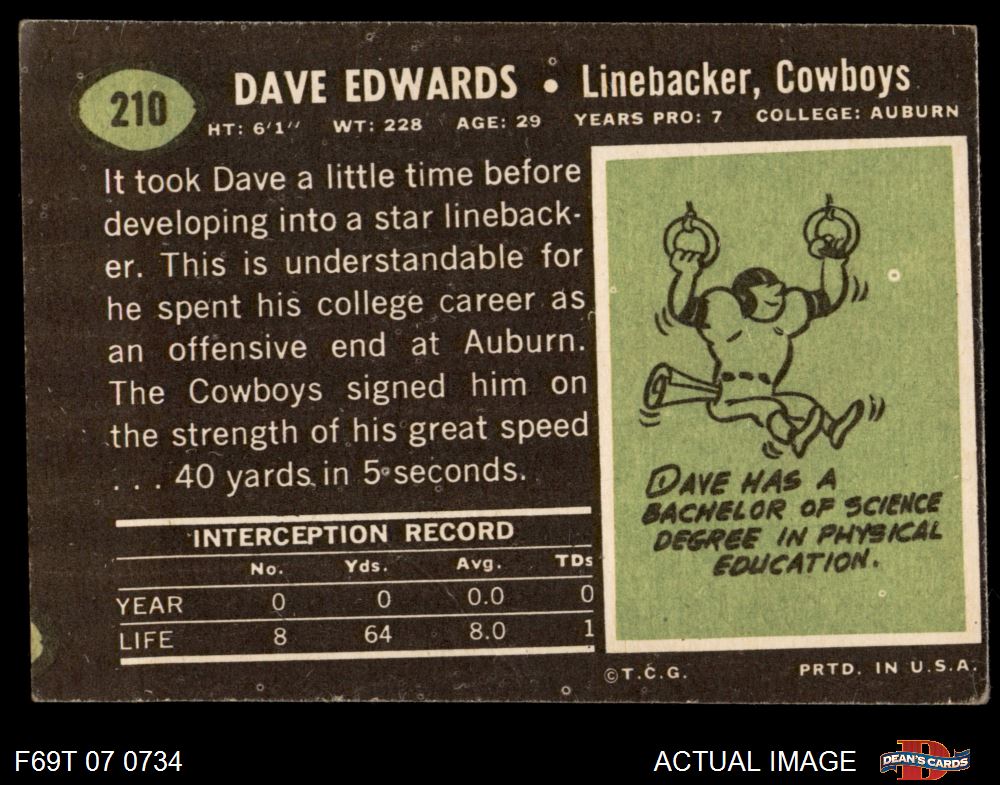 210
DAVE EDWARDS • Linebacker, Cowboys
HT: 6'1" WT: 228 AGE: 29 YEARS PRO: 7 COLLEGE: AUBURN
It took Dave a little time before
developing into a star lineback-
er. This is understandable for
he spent his college career as
an offensive end at Auburn.
The Cowboys signed him on
the strength of his great speed
. . . 40 yards in 5 seconds.
INTERCEPTION RECORD
No. Yds. Avg. TDs
YEAR 0 0 0.0 0
LIFE 8 64 8.0 1
DAVE HAS A
BACHELOR OF SCIENCE
DEGREE IN PHYSICAL
EDUCATION.
©T.C.G. PRTD. IN U.S.A.
F69T 07 0734 ACTUAL IMAGE DEAN'S CARDS